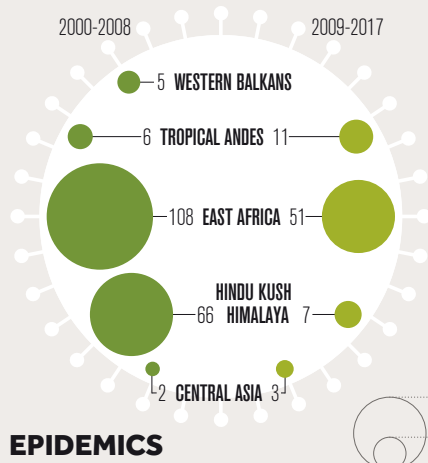 2000-2008 2009-2017
5 WESTERN BALKANS
6 TROPICAL ANDES 11
108 EAST AFRICA 51
HINDU KUSH
66 HIMALAYA 7
2 CENTRAL ASIA 3
EPIDEMICS